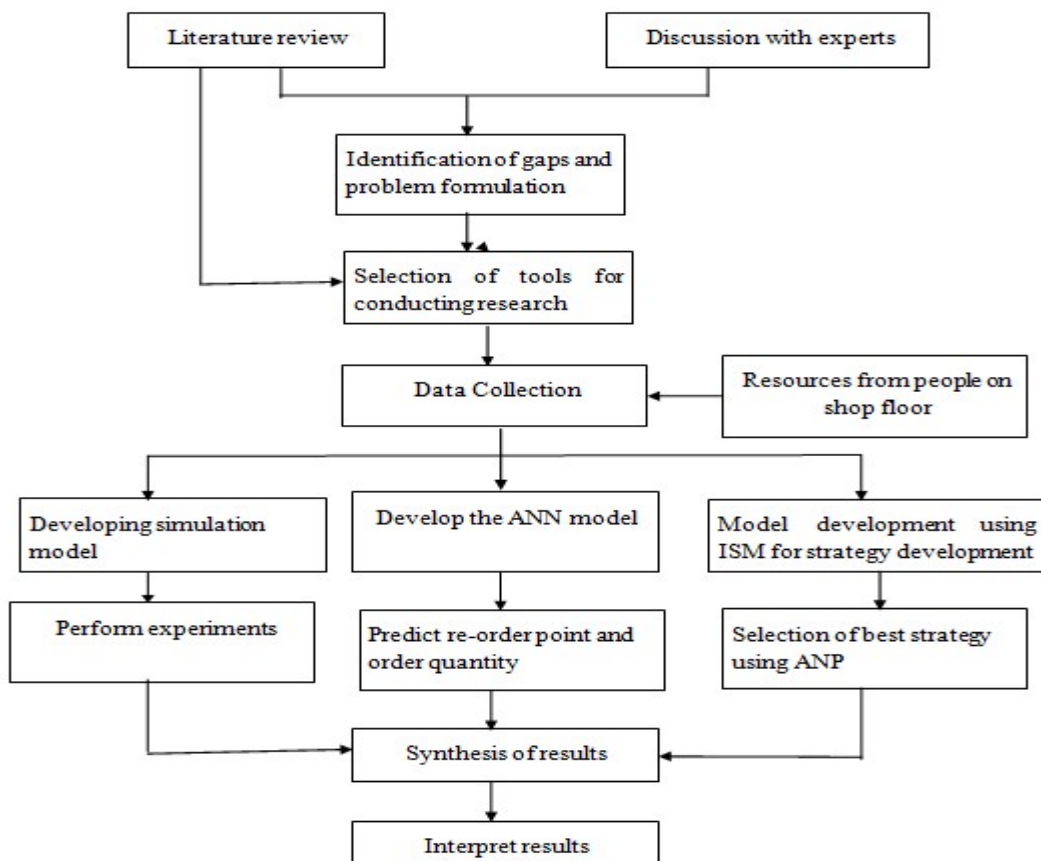 Literature review
Discussion with experts
Identification of gaps and
problem formulation
Selection of tools for
conducting research
Data Collection
Resources from people on
shop floor
Developing simulation
model
Develop the ANN model
Model development using
ISM for strategy development
Perform experiments
Predict re-order point and
order quantity
Selection of best strategy
using ANP
Synthesis of results
Interpret results